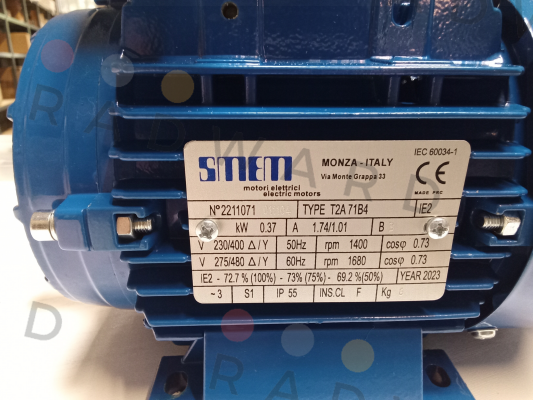 IEC 60034-1
SMEM
MONZA - ITALY
Via Monte Grappa 33
CE
motori elettrici
electric motors
MADE PRC
N° 2211071 TYPE T2A 71B4 IE2
kW 0.37 A 1.74/1.01 B
230/400 Δ / Y 50Hz rpm 1400 cosφ 0.73
V 275/480 Δ / Y 60Hz rpm 1680 cosφ 0.73
IE2 - 72.7 % (100%) - 73% (75%) - 69.2 %(50%) YEAR 2023
~ 3 S1 IP 55 INS.CL F Kg